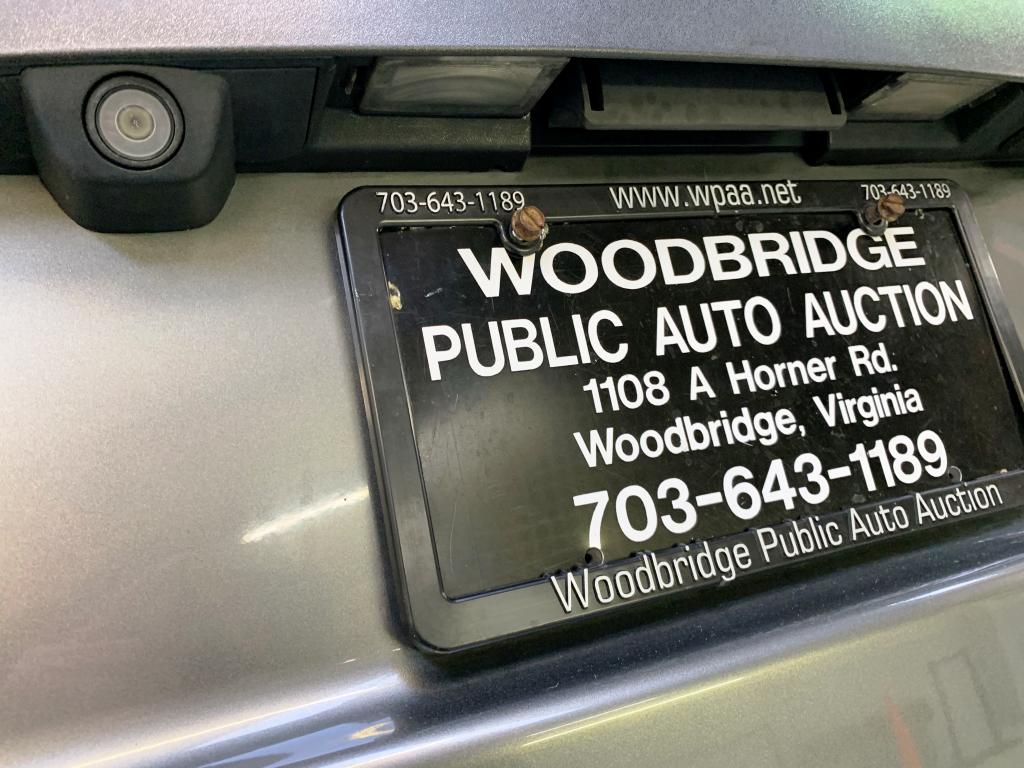 703-643-1189 www.wpaa.net 703-643-1189
WOODBRIDGE
PUBLIC AUTO AUCTION
1108 A Horner Rd.
Woodbridge, Virginia
703-643-1189
Woodbridge Public Auto Auction